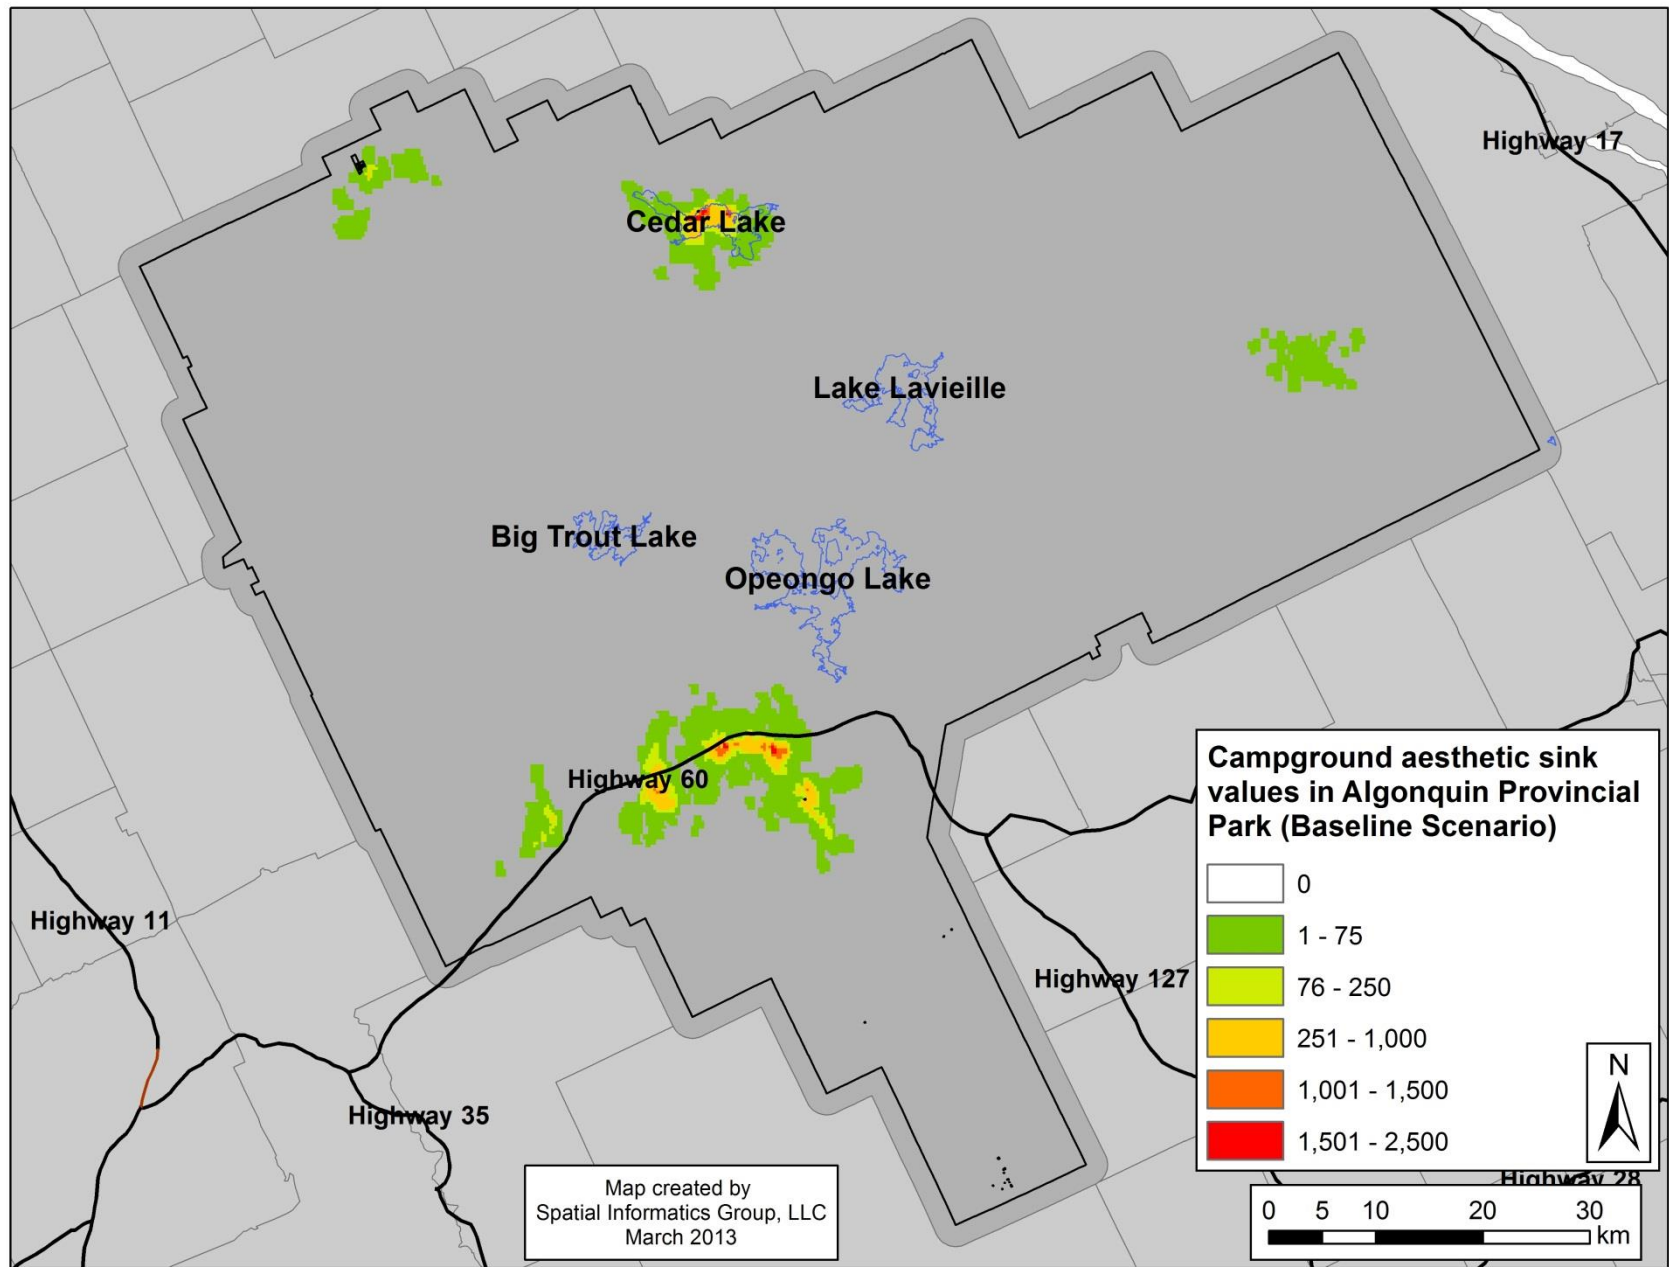 Highway 17
Cedar Lake
Lake Lavieille
Big Trout Lake
Opeongo Lake
Highway 60
Highway 11
Highway 127
Highway 35
Campground aesthetic sink
values in Algonquin Provincial
Park (Baseline Scenario)
0
1 - 75
76 - 250
251 - 1,000
1,001 - 1,500
1,501 - 2,500
N
Highway 28
Map created by
Spatial Informatics Group, LLC
March 2013
0 5 10 20 30
km